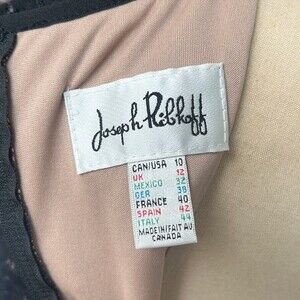 Joseph Ribkoff
CAN/USA 10
UK 12
MEXICO 32
GER 38
FRANCE 40
SPAIN 42
ITALY 44
MADE IN/FAIT AU
CANADA